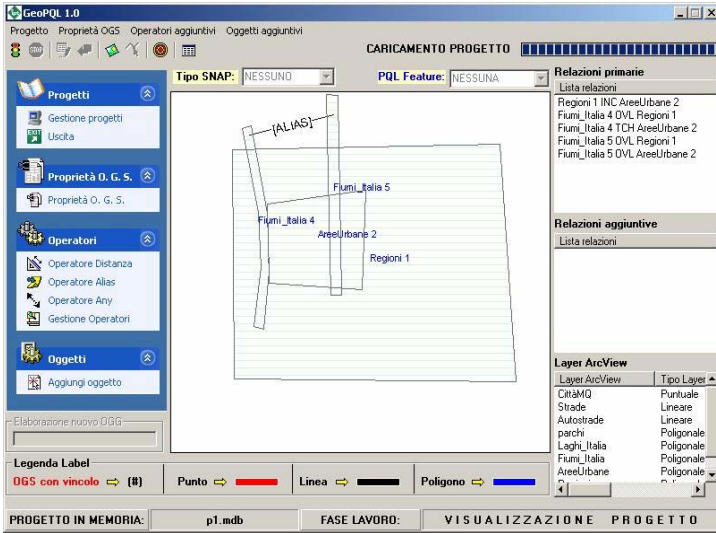 GeoPQL 1.0
Progetto Proprietà OGS Operatori aggiuntivi Oggetti aggiuntivi
STOP
CARICAMENTO PROGETTO
Tipo SNAP: NESSUNO
PQL Feature: NESSUNA
Progetti
Gestione progetti
EXIT
Uscita
Proprietà O. G. S.
Proprietà O. G. S.
Operatori
Operatore Distanza
Operatore Alias
Operatore Any
Gestione Operatori
Oggetti
Aggiungi oggetto
Elaborazione nuovo OGG
[ALIAS]
Fiumi_Italia 5
Fiumi_Italia 4
AreeUrbane 2
Regioni 1
Relazioni primarie
Lista relazioni
Regioni 1 INC AreeUrbane 2
Fiumi_Italia 4 OVL Regioni 1
Fiumi_Italia 4 TCH AreeUrbane 2
Fiumi_Italia 5 OVL Regioni 1
Fiumi_Italia 5 OVL AreeUrbane 2
Relazioni aggiuntive
Lista relazioni
Layer ArcView
Layer ArcView Tipo Layer
CittàMQ Puntuale
Strade Lineare
Autostrade Lineare
parchi Poligonale
Laghi_Italia Poligonale
Fiumi_Italia Poligonale
AreeUrbane Poligonale
Legenda Label
OGS con vincolo (#) Punto Linea Poligono
PROGETTO IN MEMORIA: p1.mdb FASE LAVORO: VISUALIZZAZIONE PROGETTO